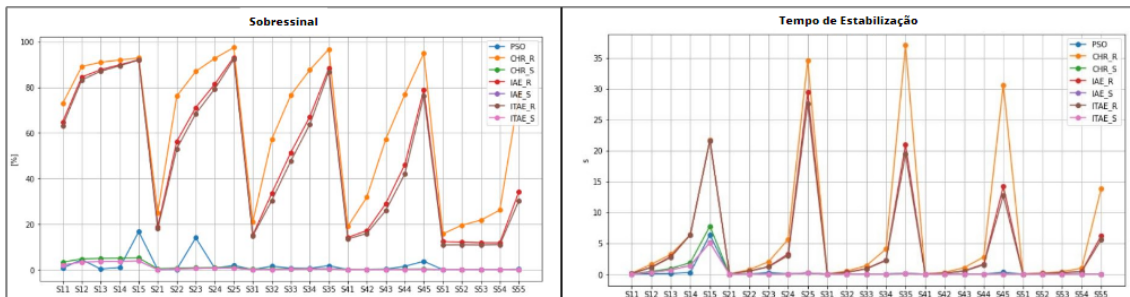 Sobressinal
100
80
60
40
20
0
[%]
PSO
CHR_R
CHR_S
IAE_R
IAE_S
ITAE_R
ITAE_S
S11 S12 S13 S14 S15 S21 S22 S23 S24 S25 S31 S32 S33 S34 S35 S41 S42 S43 S44 S45 S51 S52 S53 S54 S55
Tempo de Estabilização
35
30
25
20
15
10
5
0
s
PSO
CHR_R
CHR_S
IAE_R
IAE_S
ITAE_R
ITAE_S
S11 S12 S13 S14 S15 S21 S22 S23 S24 S25 S31 S32 S33 S34 S35 S41 S42 S43 S44 S45 S51 S52 S53 S54 S55